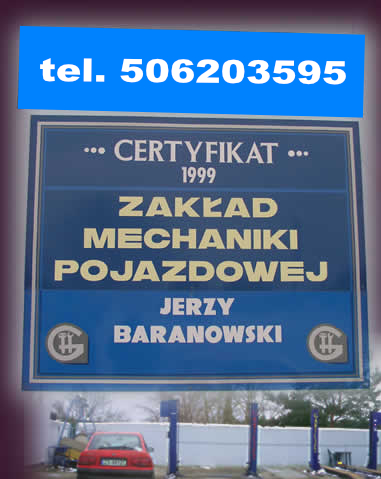 tel. 506203595
··· CERTYFIKAT ···
1999
ZAKŁAD
MECHANIKI
POJAZDOWEJ
JERZY
BARANOWSKI